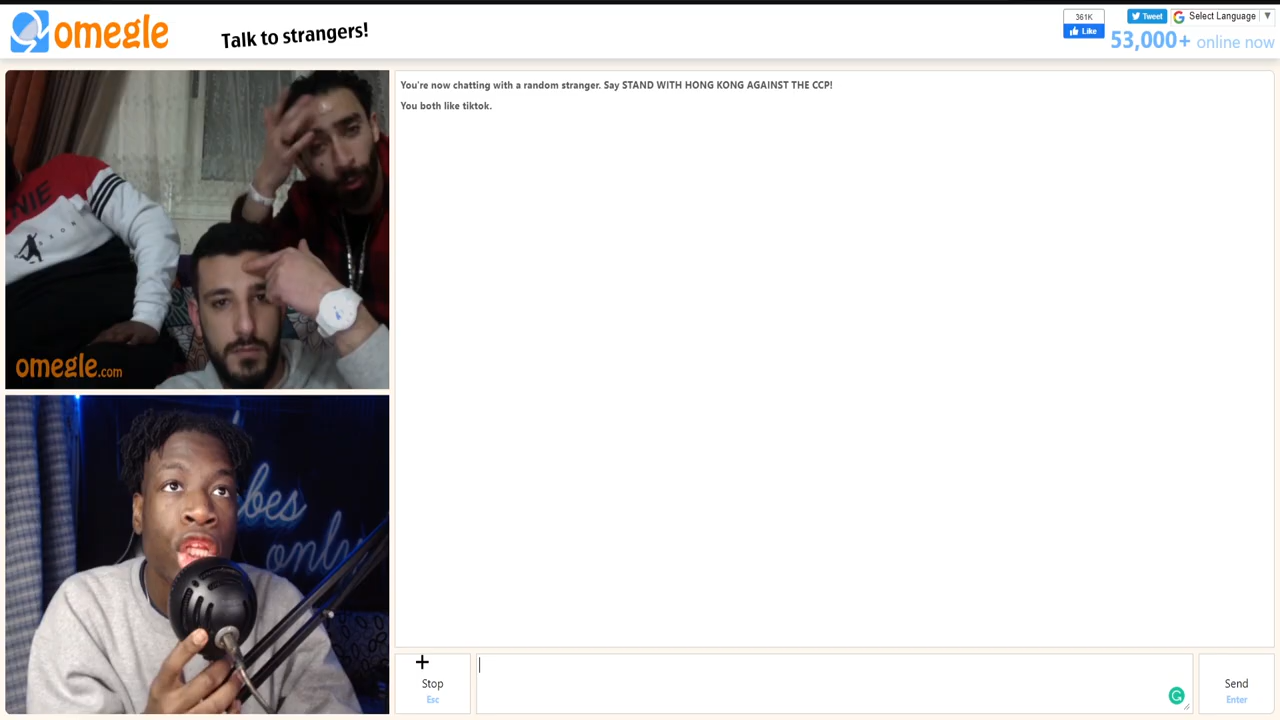 omegle
Talk to strangers!
361K
Like
Tweet
Select Language
53,000+ online now
You're now chatting with a random stranger. Say STAND WITH HONG KONG AGAINST THE CCP!
You both like tiktok.
omegle.com
only
Stop
Esc
Send
Enter